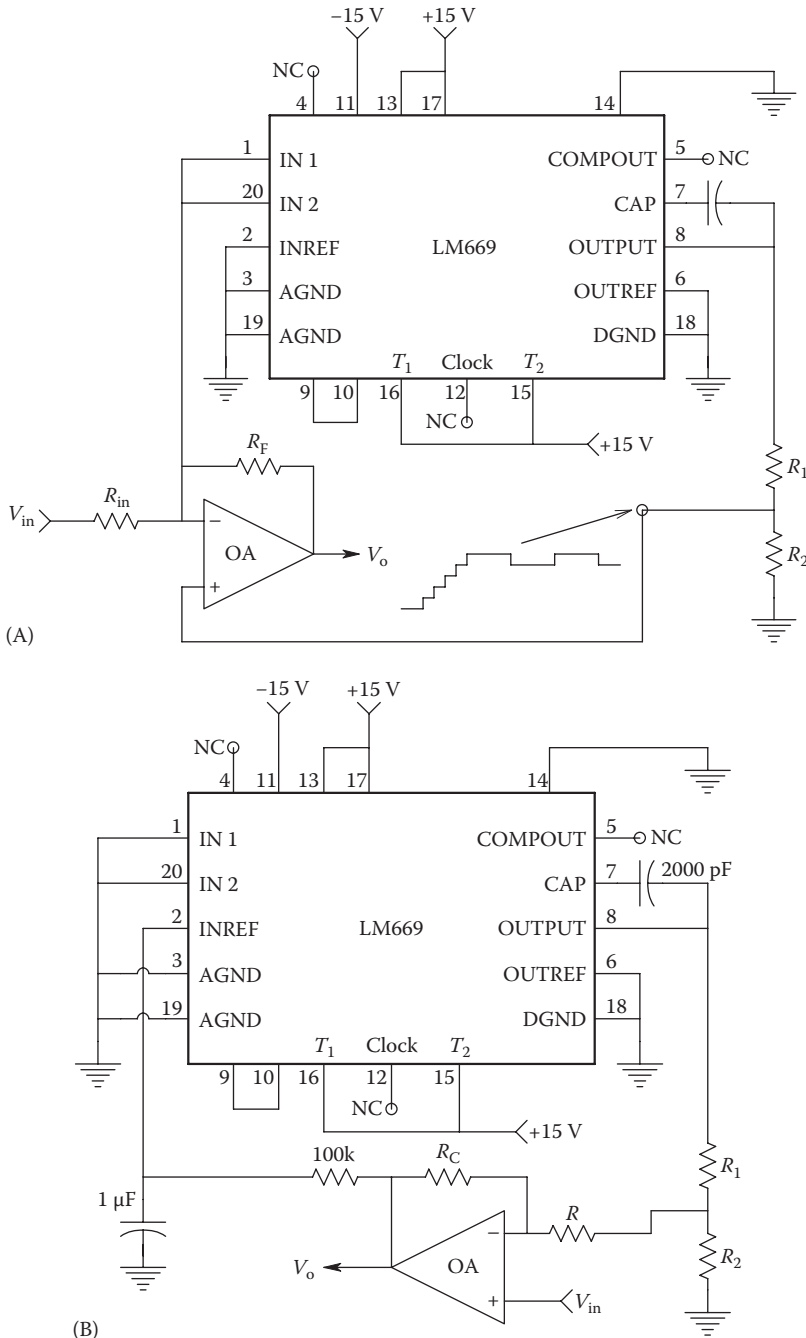 −15 V
+15 V
NC
4
11
13
17
14
1
IN 1
COMPOUT
5
NC
20
IN 2
CAP
7
2
INREF
LM669
OUTPUT
8
3
AGND
OUTREF
6
19
AGND
DGND
18
T1
Clock
T2
9
10
16
12
15
NC
+15 V
RF
R1
Rin
Vin
−
OA
Vo
R2
+
(A)
−15 V
+15 V
NC
4
11
13
17
14
1
IN 1
COMPOUT
5
NC
20
IN 2
CAP
7
2000 pF
2
INREF
LM669
OUTPUT
8
3
AGND
OUTREF
6
19
AGND
DGND
18
T1
Clock
T2
9
10
16
12
15
NC
+15 V
100k
RC
R1
1 µF
R
−
Vo
OA
R2
+
Vin
(B)